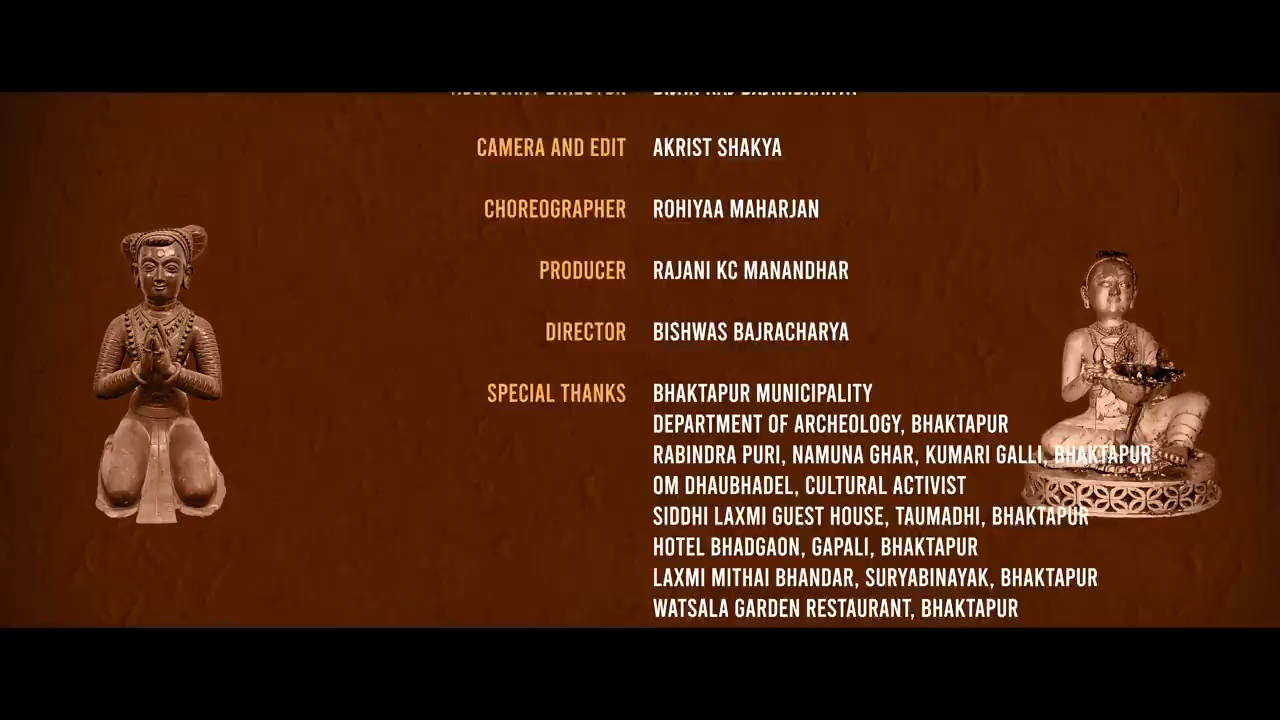 CAMERA AND EDIT AKRIST SHAKYA
CHOREOGRAPHER ROHIYAA MAHARJAN
PRODUCER RAJANI KC MANANDHAR
DIRECTOR BISHWAS BAJRACHARYA
SPECIAL THANKS BHAKTAPUR MUNICIPALITY
DEPARTMENT OF ARCHEOLOGY, BHAKTAPUR
RABINDRA PURI, NAMUNA GHAR, KUMARI GALLI, BHAKTAPUR
OM DHAUBHADEL, CULTURAL ACTIVIST
SIDDHI LAXMI GUEST HOUSE, TAUMADHI, BHAKTAPUR
HOTEL BHADGAON, GAPALI, BHAKTAPUR
LAXMI MITHAI BHANDAR, SURYABINAYAK, BHAKTAPUR
WATSALA GARDEN RESTAURANT, BHAKTAPUR